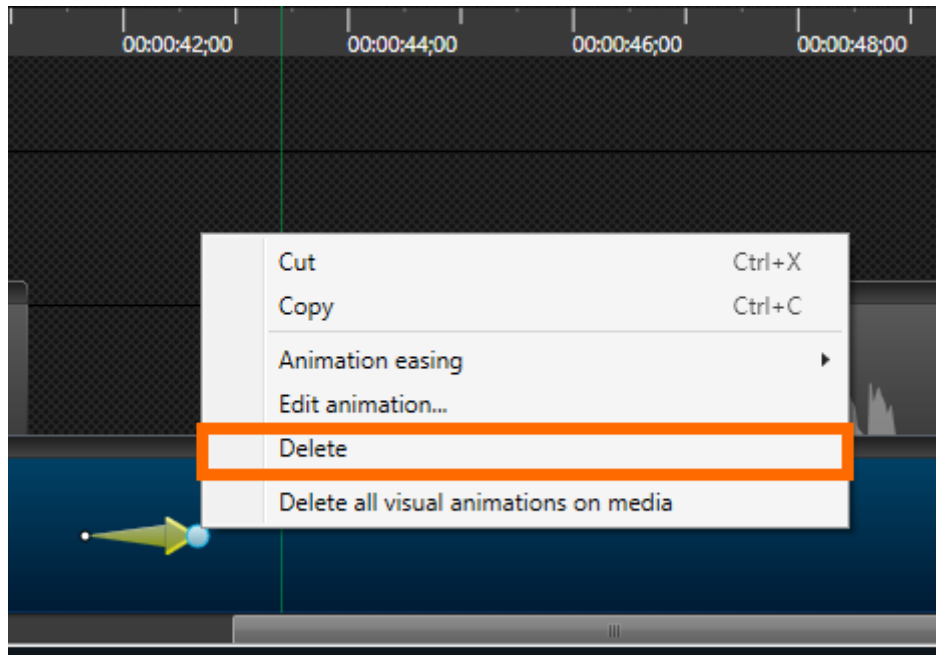 00:00:42;00 00:00:44;00 00:00:46;00 00:00:48;00
Cut Ctrl+X
Copy Ctrl+C
Animation easing
Edit animation...
Delete
Delete all visual animations on media